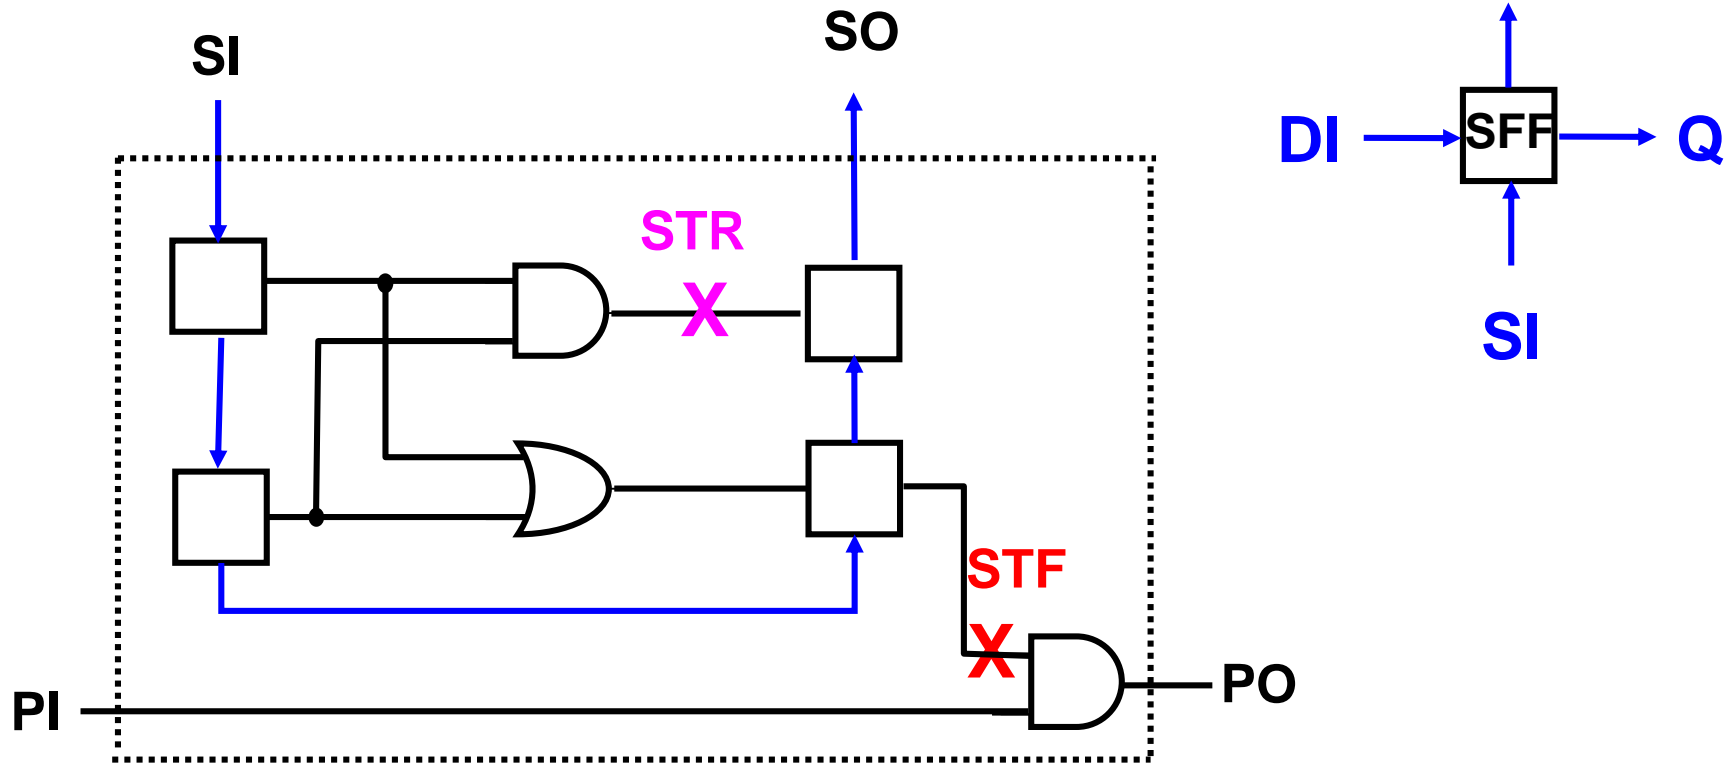 SI
SO
STR
X
STF
X
PI
PO
DI
SFF
Q
SI